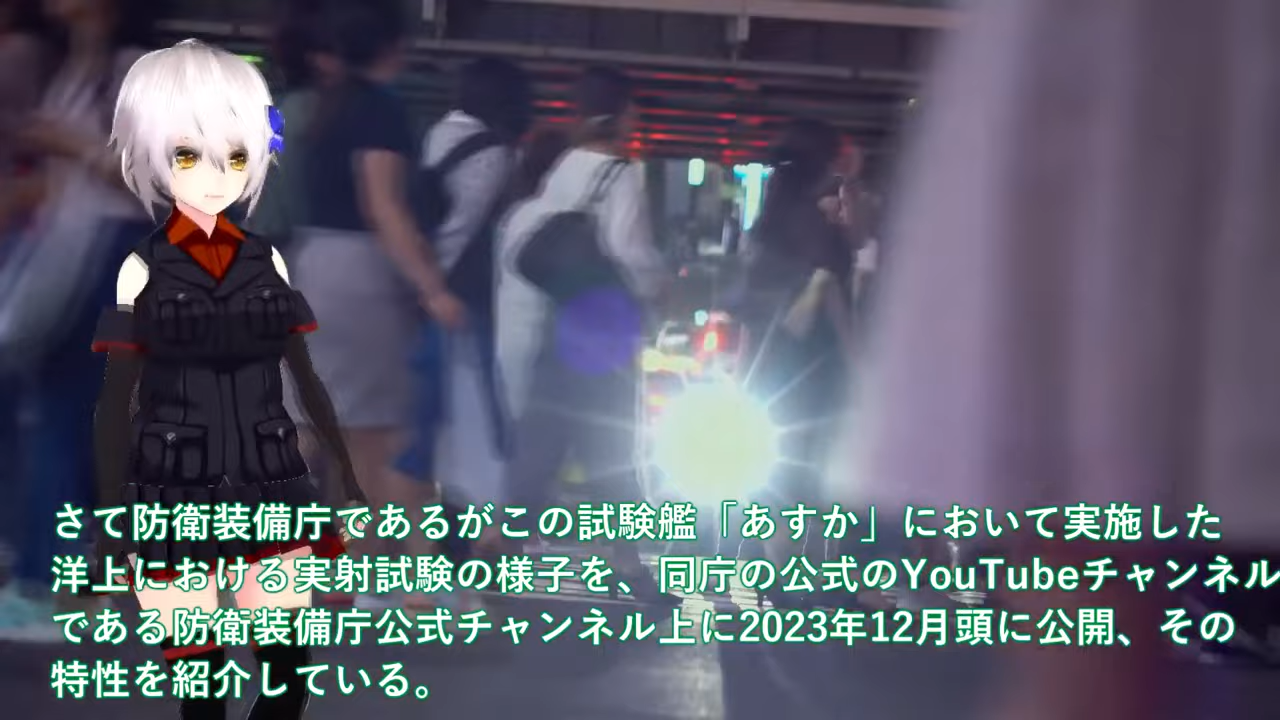 さて防衛装備庁であるがこの試験艦「あすか」において実施した
洋上における実射試験の様子を、同庁の公式のYouTubeチャンネル
である防衛装備庁公式チャンネル上に2023年12月頭に公開、その
特性を紹介している。